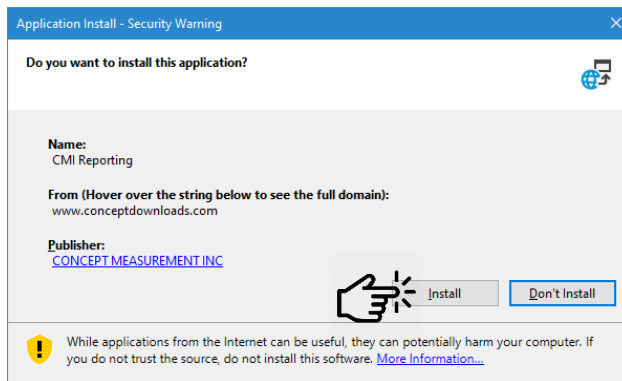 Application Install - Security Warning
Do you want to install this application?
Name:
CMI Reporting
From (Hover over the string below to see the full domain):
www.conceptdownloads.com
Publisher:
CONCEPT MEASUREMENT INC
Install
Don't Install
While applications from the Internet can be useful, they can potentially harm your computer. If
you do not trust the source, do not install this software. More Information...